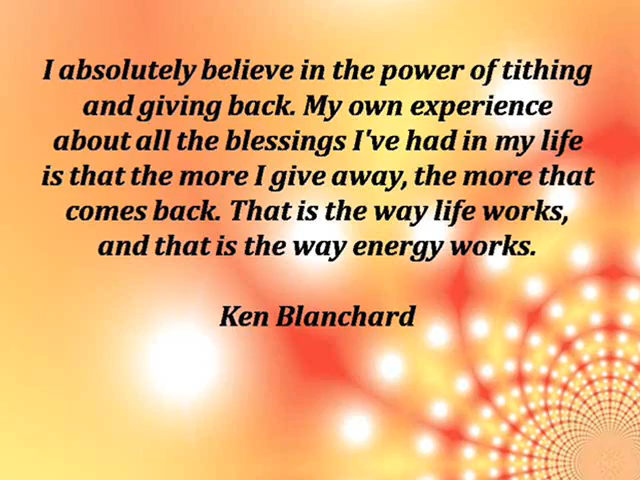 I absolutely believe in the power of tithing
and giving back. My own experience
about all the blessings I've had in my life
is that the more I give away, the more that
comes back. That is the way life works,
and that is the way energy works.
Ken Blanchard